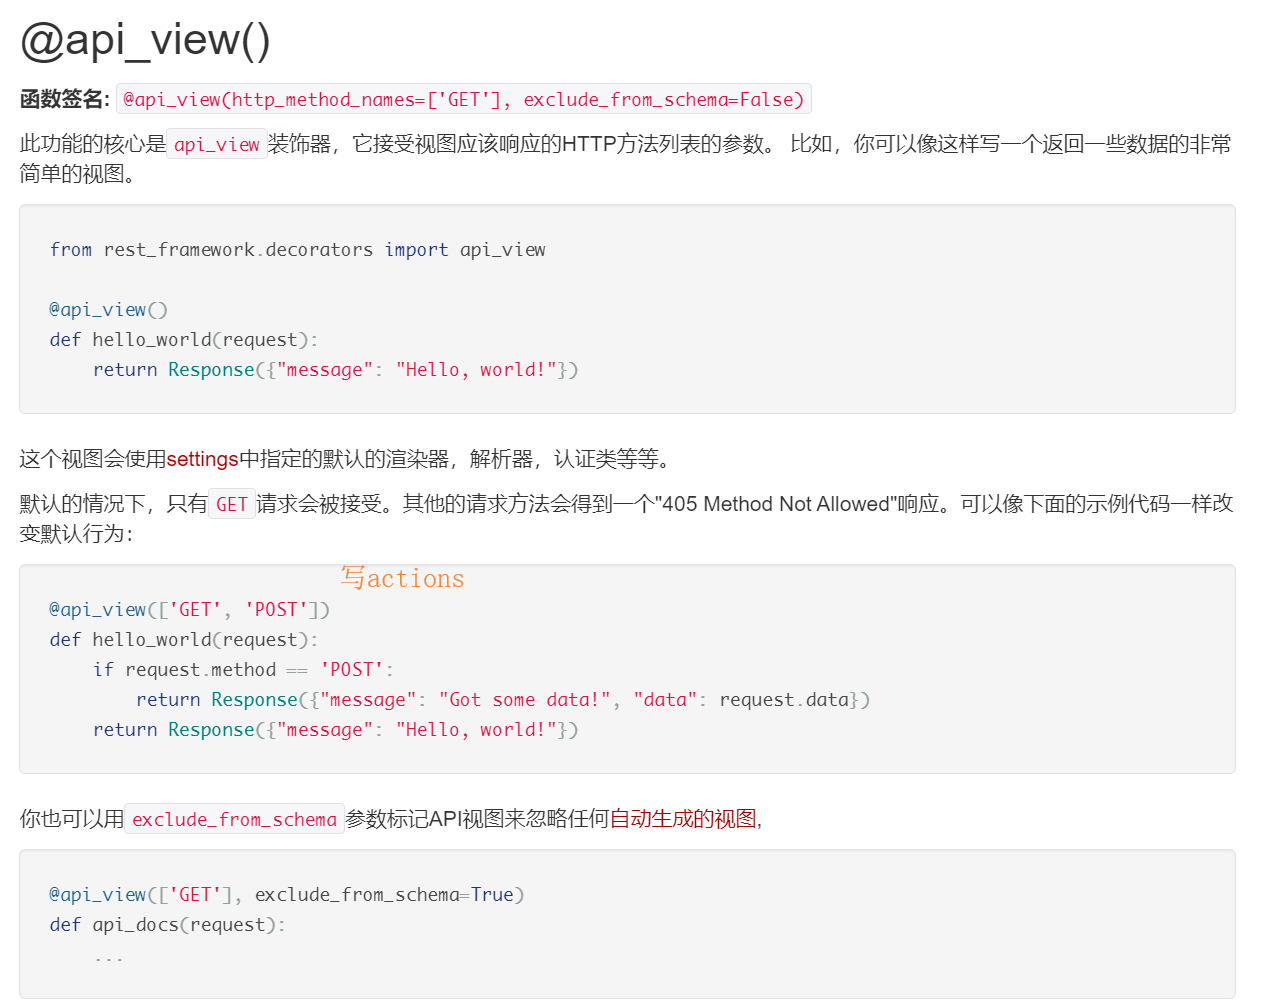 @api_view()
函数签名: @api_view(http_method_names=['GET'], exclude_from_schema=False)
此功能的核心是api_view装饰器，它接受视图应该响应的HTTP方法列表的参数。 比如，你可以像这样写一个返回一些数据的非常
简单的视图。
from rest_framework.decorators import api_view
@api_view()
def hello_world(request):
    return Response({"message": "Hello, world!"})
这个视图会使用settings中指定的默认的渲染器，解析器，认证类等等。
默认的情况下，只有GET请求会被接受。其他的请求方法会得到一个"405 Method Not Allowed"响应。可以像下面的示例代码一样改
变默认行为：
写actions
@api_view(['GET', 'POST'])
def hello_world(request):
    if request.method == 'POST':
        return Response({"message": "Got some data!", "data": request.data})
    return Response({"message": "Hello, world!"})
你也可以用exclude_from_schema参数标记API视图来忽略任何自动生成的视图,
@api_view(['GET'], exclude_from_schema=True)
def api_docs(request):
    ...